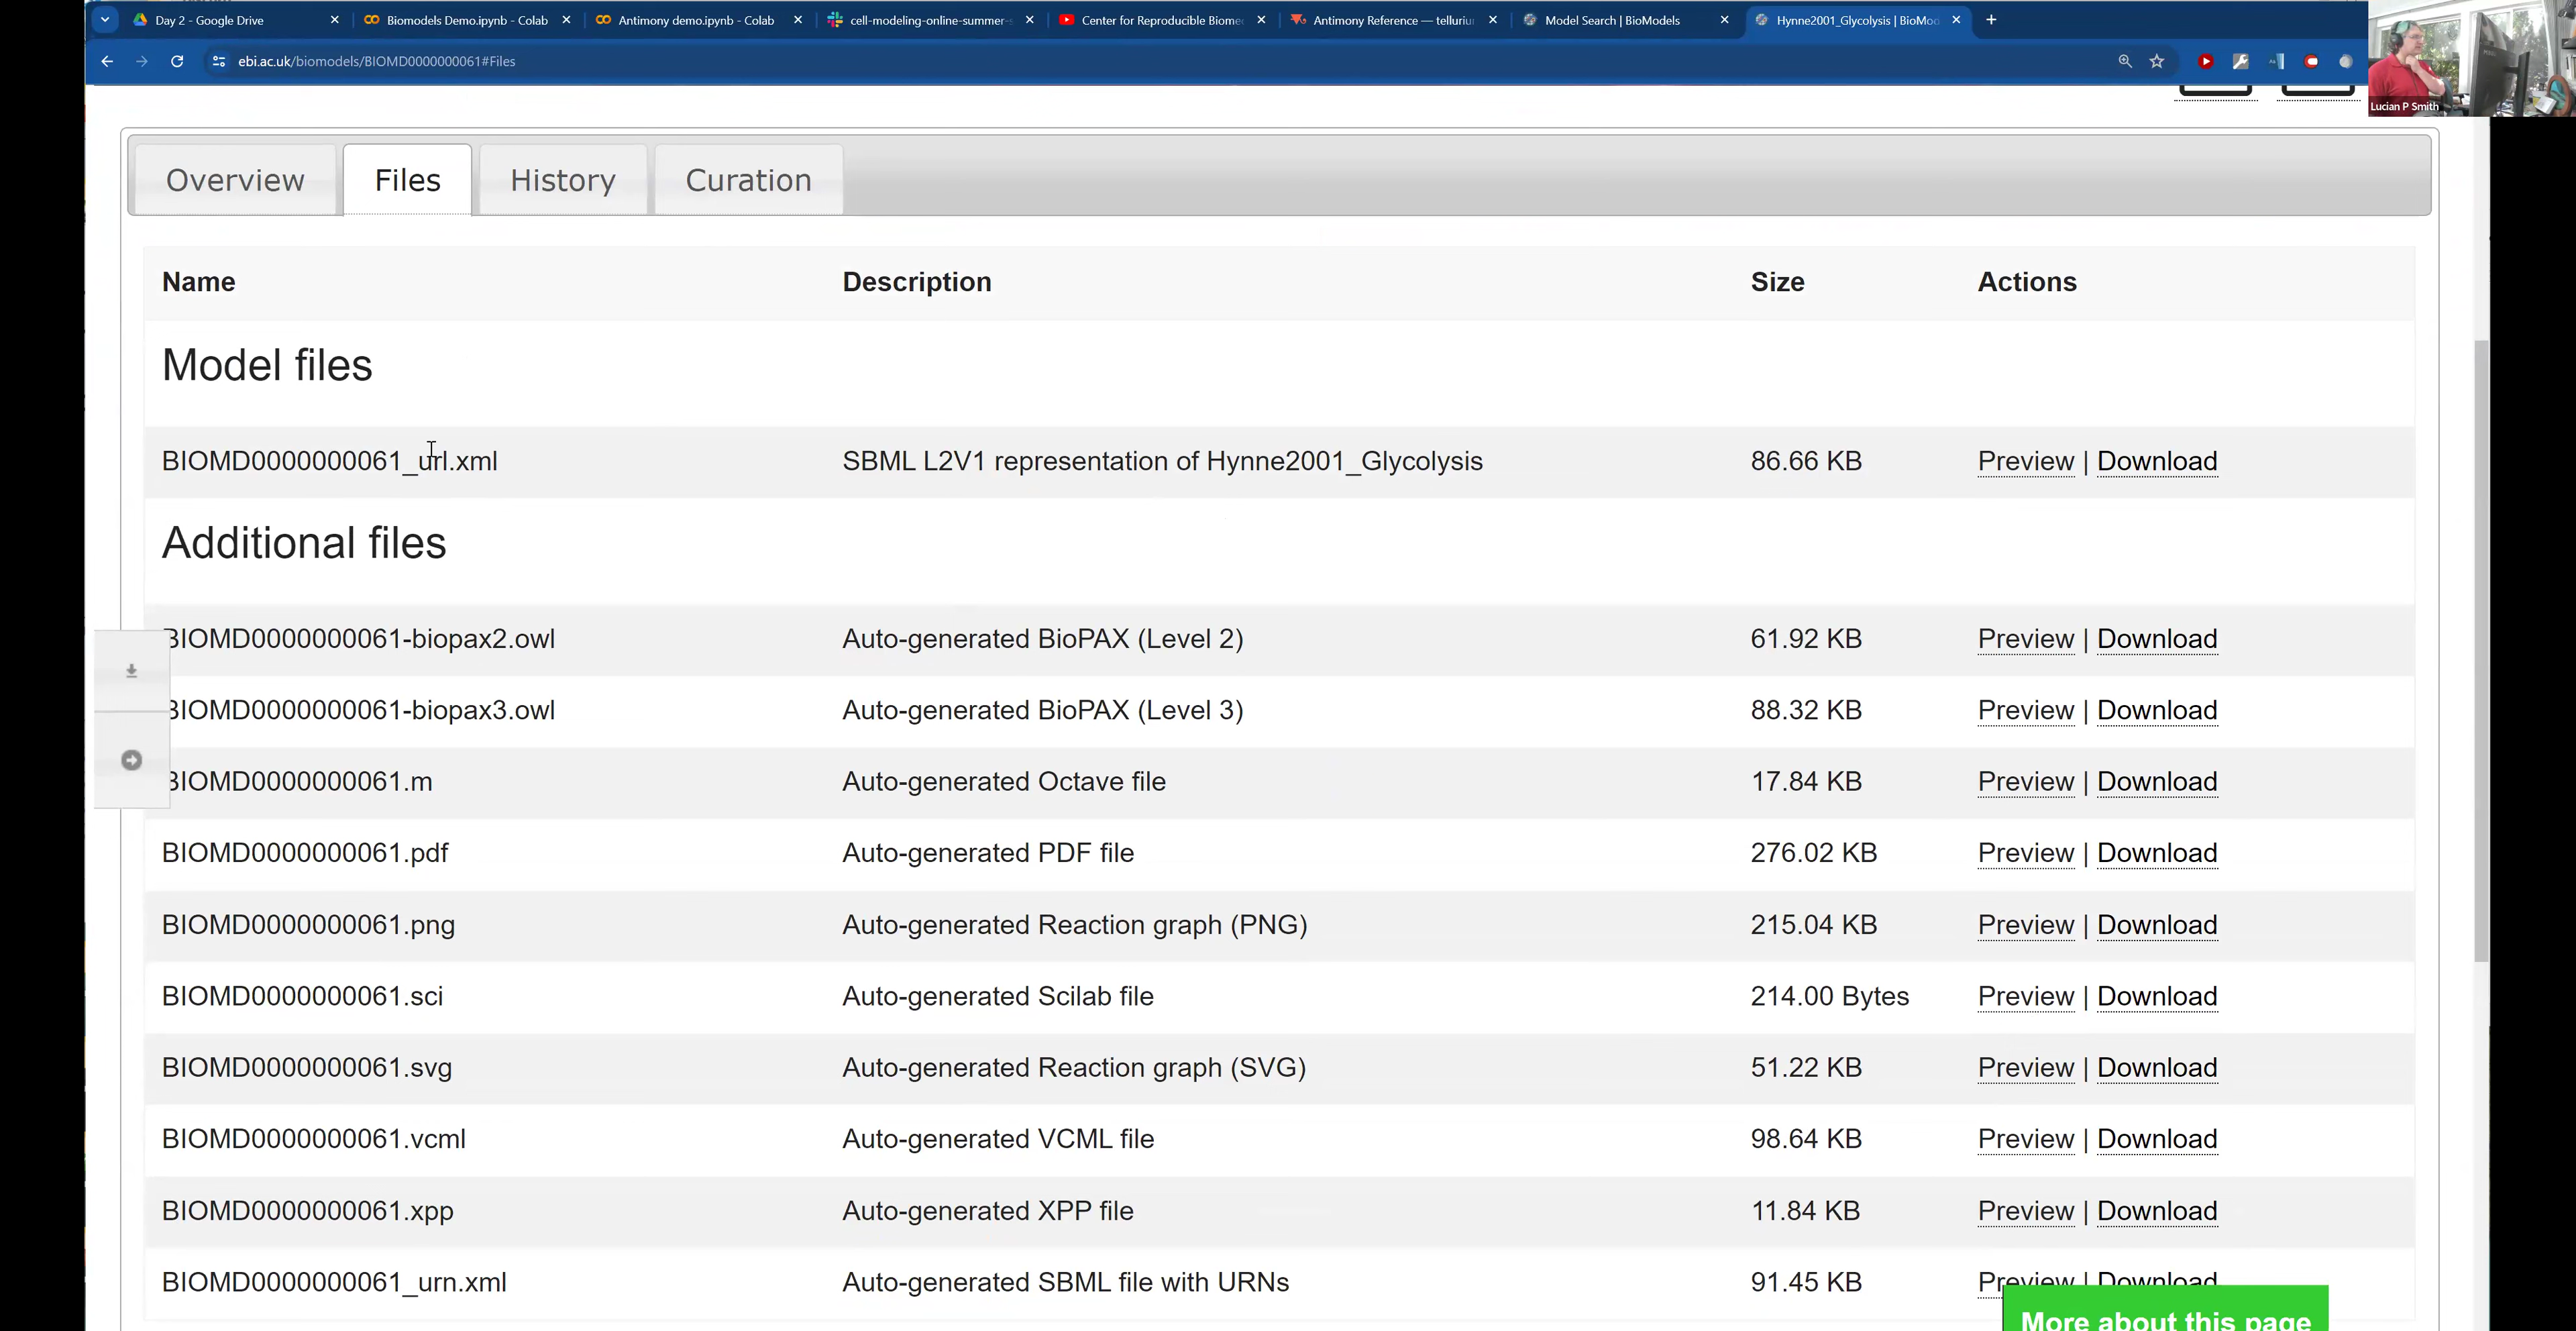 Day 2 - Google Drive
Biomodels Demo.ipynb - Colab
Antimony demo.ipynb - Colab
cell-modeling-online-summer-
Center for Reproducible Biome
Antimony Reference — telluriu
Model Search | BioModels
Hynne2001_Glycolysis | BioMod
ebi.ac.uk/biomodels/BIOMD0000000061#Files
Lucian P Smith
Overview
Files
History
Curation
Name Description Size Actions
Model files
BIOMD0000000061_url.xml SBML L2V1 representation of Hynne2001_Glycolysis 86.66 KB Preview | Download
Additional files
BIOMD0000000061-biopax2.owl Auto-generated BioPAX (Level 2) 61.92 KB Preview | Download
BIOMD0000000061-biopax3.owl Auto-generated BioPAX (Level 3) 88.32 KB Preview | Download
BIOMD0000000061.m Auto-generated Octave file 17.84 KB Preview | Download
BIOMD0000000061.pdf Auto-generated PDF file 276.02 KB Preview | Download
BIOMD0000000061.png Auto-generated Reaction graph (PNG) 215.04 KB Preview | Download
BIOMD0000000061.sci Auto-generated Scilab file 214.00 Bytes Preview | Download
BIOMD0000000061.svg Auto-generated Reaction graph (SVG) 51.22 KB Preview | Download
BIOMD0000000061.vcml Auto-generated VCML file 98.64 KB Preview | Download
BIOMD0000000061.xpp Auto-generated XPP file 11.84 KB Preview | Download
BIOMD0000000061_urn.xml Auto-generated SBML file with URNs 91.45 KB Preview | Download
More about this page